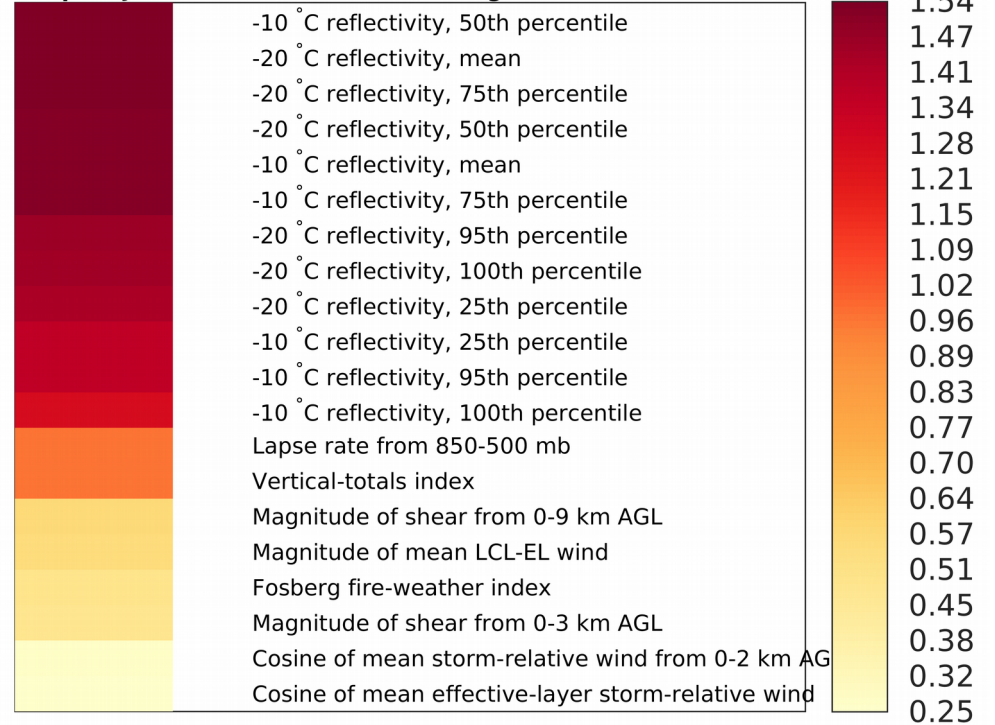 -10 °C reflectivity, 50th percentile
-20 °C reflectivity, mean
-20 °C reflectivity, 75th percentile
-20 °C reflectivity, 50th percentile
-10 °C reflectivity, mean
-10 °C reflectivity, 75th percentile
-20 °C reflectivity, 95th percentile
-20 °C reflectivity, 100th percentile
-20 °C reflectivity, 25th percentile
-10 °C reflectivity, 25th percentile
-10 °C reflectivity, 95th percentile
-10 °C reflectivity, 100th percentile
Lapse rate from 850-500 mb
Vertical-totals index
Magnitude of shear from 0-9 km AGL
Magnitude of mean LCL-EL wind
Fosberg fire-weather index
Magnitude of shear from 0-3 km AGL
Cosine of mean storm-relative wind from 0-2 km AG
Cosine of mean effective-layer storm-relative wind
1.54
1.47
1.41
1.34
1.28
1.21
1.15
1.09
1.02
0.96
0.89
0.83
0.77
0.70
0.64
0.57
0.51
0.45
0.38
0.32
0.25